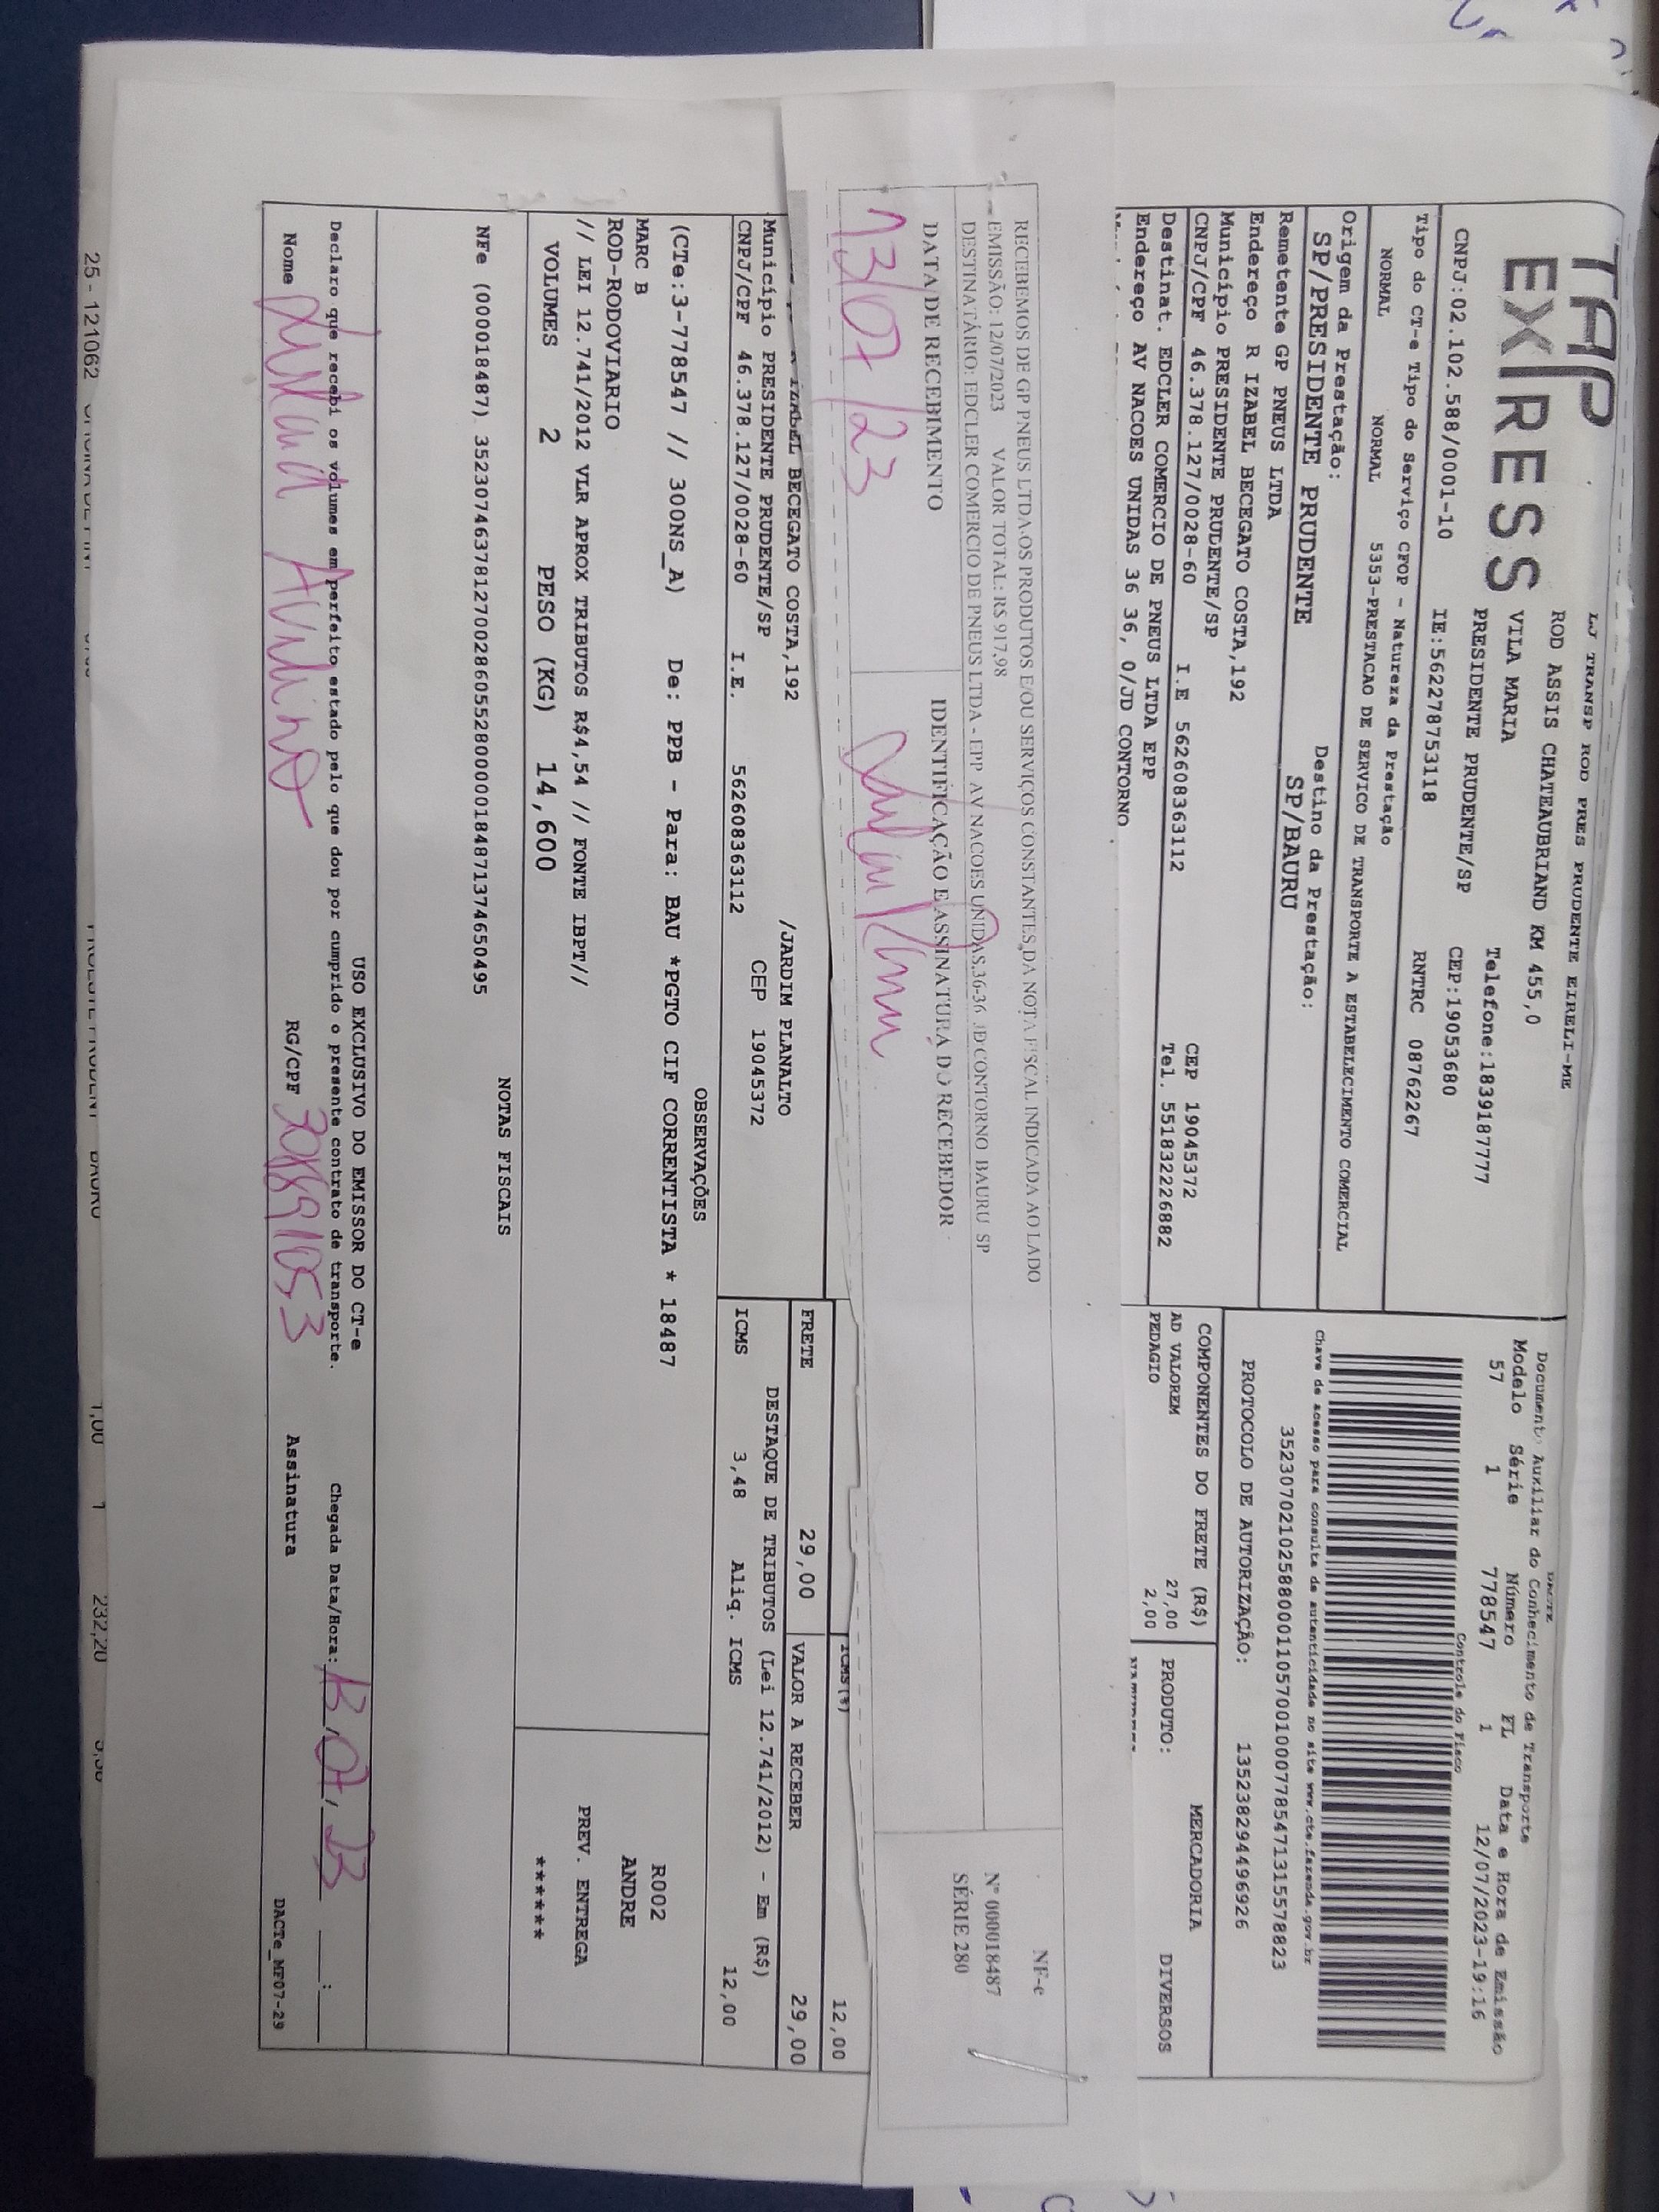 TAP
EXPRESS
LJ TRANSP ROD PRES PRUDENTE EIRELI-ME
ROD ASSIS CHATEAUBRIAND KM 455,0
VILA MARIA
Telefone:1839187777
PRESIDENTE PRUDENTE/SP
CEP:19053680
CNPJ:02.102.588/0001-10
IE:562278753118
RNTRC 08762267
Tipo do CT-e Tipo do Serviço CFOP - Natureza da Prestação
NORMAL NORMAL 5353-PRESTACAO DE SERVICO DE TRANSPORTE A ESTABELECIMENTO COMERCIAL
Origem da Prestação: Destino da Prestação:
SP/PRESIDENTE PRUDENTE SP/BAURU
Remetente GP PNEUS LTDA
Endereço R IZABEL BECEGATO COSTA,192
Município PRESIDENTE PRUDENTE/SP CEP 19045372
CNPJ/CPF 46.378.127/0028-60 I.E 562608363112 Tel. 551832226882
Destinat. EDCLER COMERCIO DE PNEUS LTDA EPP
Endereço AV NACOES UNIDAS 36 36, 0/JD CONTORNO
DACTE
Documento Auxiliar do Conhecimento de Transporte
Modelo Série Número FL Data e Hora de Emissão
57 1 778547 1 12/07/2023-19:16
Controle do Fisco
Chave de acesso para consulta de autenticidade no site www.cte.fazenda.gov.br
35230702102588000110570010007785471315578823
PROTOCOLO DE AUTORIZAÇÃO: 135238294496926
COMPONENTES DO FRETE (R$) MERCADORIA
AD VALOREM 27,00 PRODUTO: DIVERSOS
PEDAGIO 2,00
RECEBEMOS DE GP PNEUS LTDA OS PRODUTOS E/OU SERVIÇOS CONSTANTES DA NOTA FISCAL INDICADA AO LADO
EMISSÃO: 12/07/2023 VALOR TOTAL: R$ 917,98
DESTINATÁRIO: EDCLER COMERCIO DE PNEUS LTDA - EPP AV NACOES UNIDAS,36-36 JD CONTORNO BAURU SP
DATA DE RECEBIMENTO IDENTIFICAÇÃO E ASSINATURA DO RECEBEDOR
13/07/23
NF-e
Nº 000018487
SÉRIE 280
IZABEL BECEGATO COSTA,192 /JARDIM PLANALTO
Município PRESIDENTE PRUDENTE/SP CEP 19045372
CNPJ/CPF 46.378.127/0028-60 I.E. 562608363112
ICMS(%) 12,00
FRETE 29,00 VALOR A RECEBER 29,00
DESTAQUE DE TRIBUTOS (Lei 12.741/2012) - Em (R$)
ICMS 3,48 Aliq. ICMS 12,00
OBSERVAÇÕES
(CTe:3-778547 // 300NS_A) De: PPB - Para: BAU *PGTO CIF CORRENTISTA * 18487
MARC B
ROD-RODOVIARIO
// LEI 12.741/2012 VLR APROX TRIBUTOS R$4,54 // FONTE IBPT//
VOLUMES 2 PESO (KG) 14,600
R002
ANDRE
PREV. ENTREGA
******
NOTAS FISCAIS
NFe (000018487) 35230746378127002860552800000184871374650495
USO EXCLUSIVO DO EMISSOR DO CT-e
Declaro que recebi os volumes em perfeito estado pelo que dou por cumprido o presente contrato de transporte. Chegada Data/Hora: 13/07/23 __:__
Nome RG/CPF Assinatura
DACTe_MF07-29
25 - 121062
1,00 1 232,20